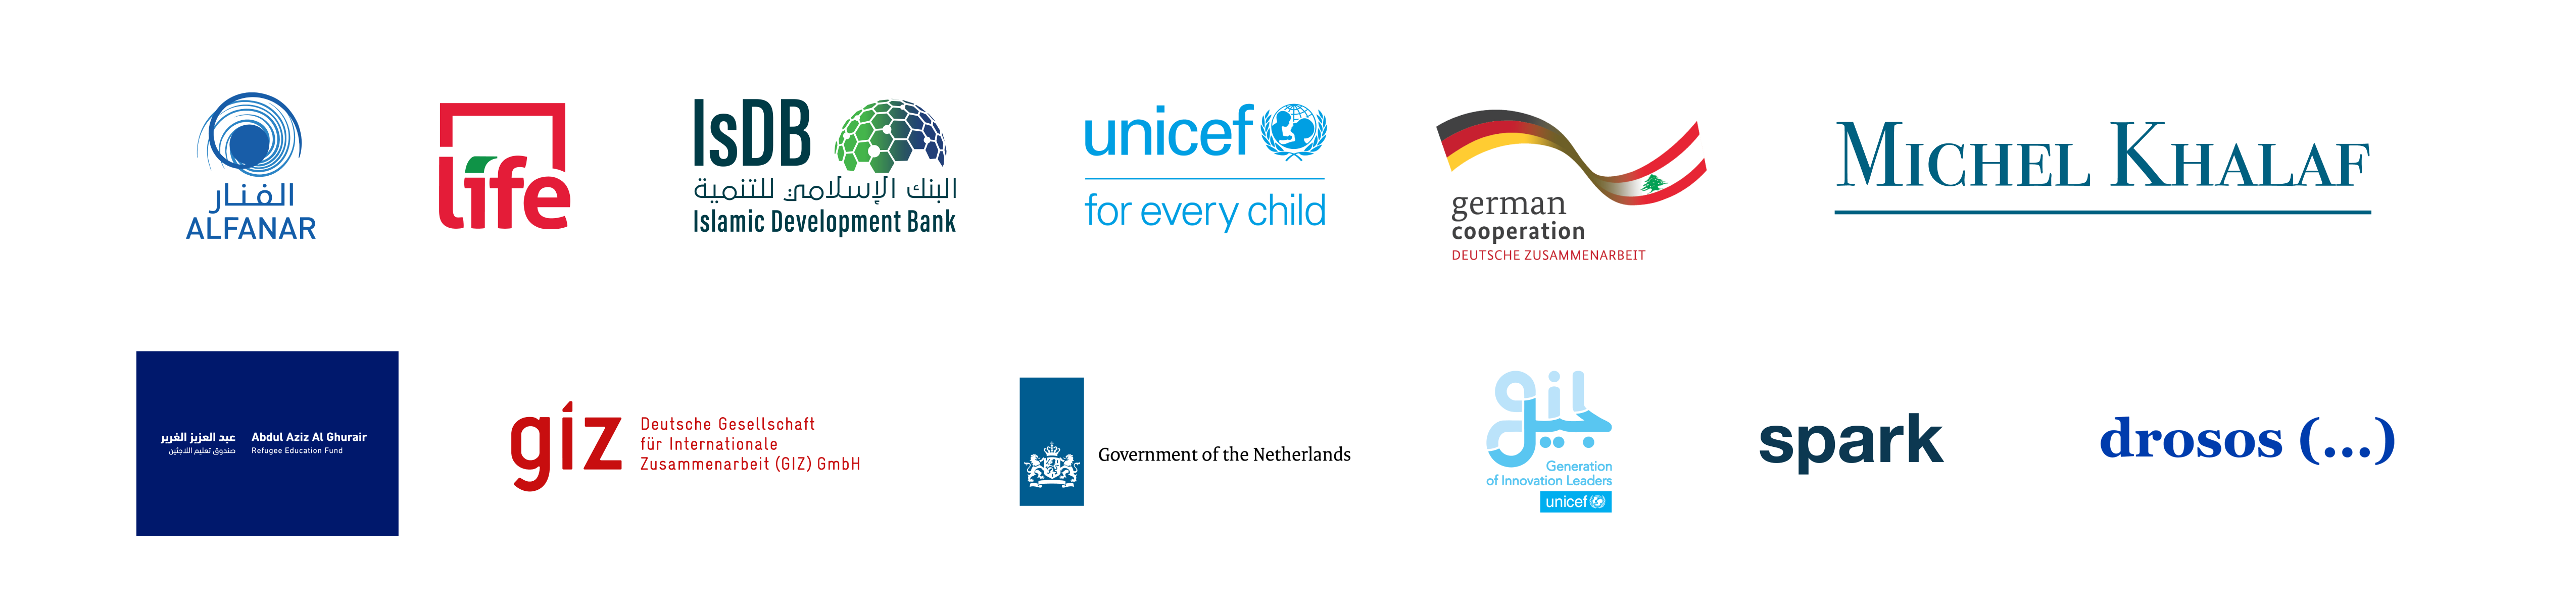 الفنار
ALFANAR
life
IsDB
البنك الإسلامي للتنمية
Islamic Development Bank
unicef
for every child
german
cooperation
DEUTSCHE ZUSAMMENARBEIT
MICHEL KHALAF
عبد العزيز الغرير
صندوق تعليم اللاجئين
Abdul Aziz Al Ghurair
Refugee Education Fund
giz
Deutsche Gesellschaft
für Internationale
Zusammenarbeit (GIZ) GmbH
Government of the Netherlands
gil
جيل
Generation
of Innovation Leaders
unicef
spark
drosos (...)